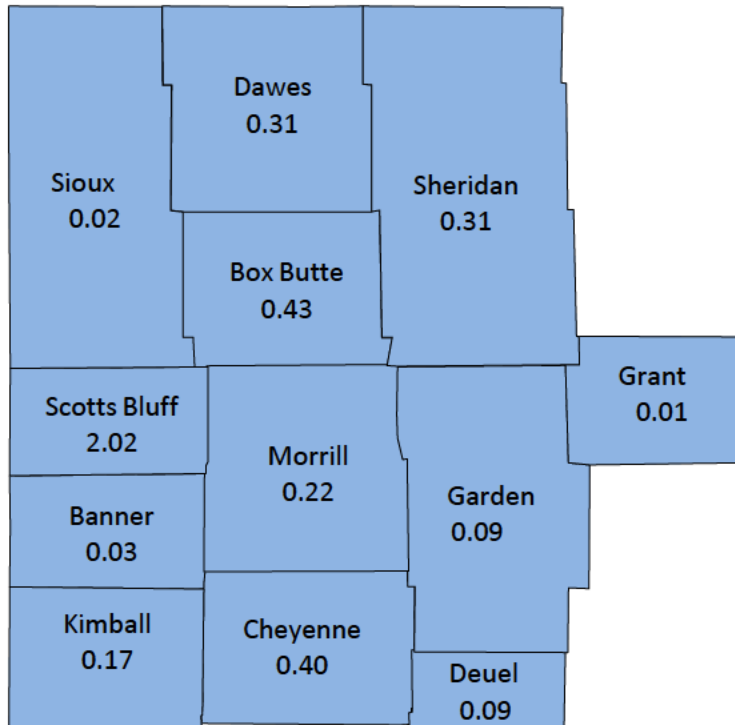 Dawes
0.31
Sioux
0.02
Sheridan
0.31
Box Butte
0.43
Grant
0.01
Scotts Bluff
2.02
Morrill
0.22
Garden
0.09
Banner
0.03
Kimball
0.17
Cheyenne
0.40
Deuel
0.09